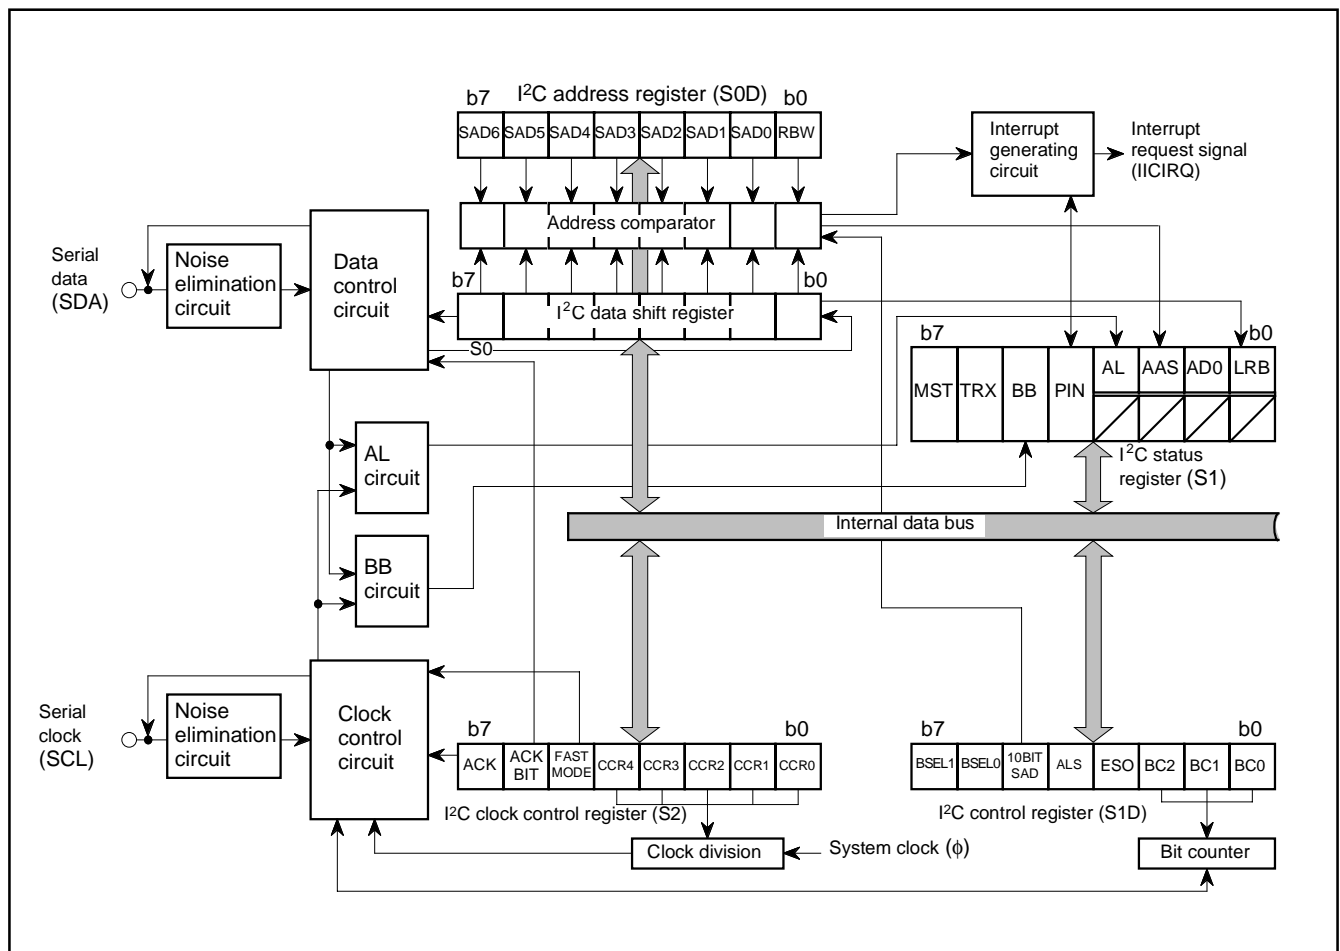 I²C address register (S0D)
b7 b0
SAD6 SAD5 SAD4 SAD3 SAD2 SAD1 SAD0 RBW
Interrupt
generating
circuit
Interrupt
request signal
(IICIRQ)
Address comparator
Serial
data
(SDA)
Noise
elimination
circuit
Data
control
circuit
b7 b0
I²C data shift register
S0
b7 b0
MST TRX BB PIN AL AAS AD0 LRB
I²C status
register (S1)
AL
circuit
Internal data bus
BB
circuit
Serial
clock
(SCL)
Noise
elimination
circuit
Clock
control
circuit
b7 b0
ACK ACK BIT FAST MODE CCR4 CCR3 CCR2 CCR1 CCR0
I²C clock control register (S2)
Clock division
System clock (ϕ)
b7 b0
BSEL1 BSEL0 10BIT SAD ALS ESO BC2 BC1 BC0
I²C control register (S1D)
Bit counter